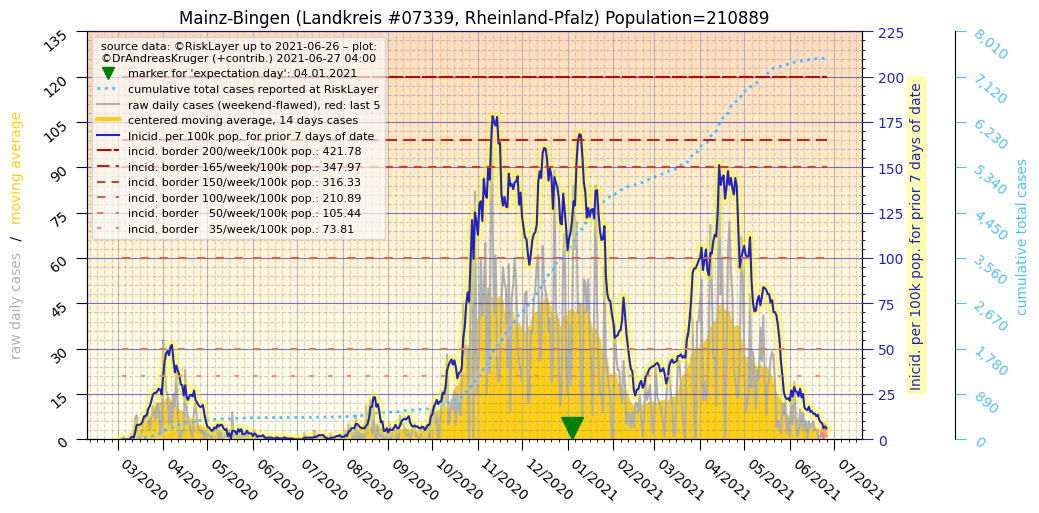 Mainz-Bingen (Landkreis #07339, Rheinland-Pfalz) Population=210889
source data: ©RiskLayer up to 2021-06-26 – plot:
©DrAndreasKruger (+contrib.) 2021-06-27 04:00
marker for 'expectation day': 04.01.2021
cumulative total cases reported at RiskLayer
raw daily cases (weekend-flawed), red: last 5
centered moving average, 14 days cases
Inicid. per 100k pop. for prior 7 days of date
incid. border 200/week/100k pop.: 421.78
incid. border 165/week/100k pop.: 347.97
incid. border 150/week/100k pop.: 316.33
incid. border 100/week/100k pop.: 210.89
incid. border   50/week/100k pop.: 105.44
incid. border   35/week/100k pop.: 73.81
raw daily cases / moving average
135
120
105
90
75
60
45
30
15
0
03/2020
04/2020
05/2020
06/2020
07/2020
08/2020
09/2020
10/2020
11/2020
12/2020
01/2021
02/2021
03/2021
04/2021
05/2021
06/2021
07/2021
225
200
175
150
125
100
75
50
25
0
Inicid. per 100k pop. for prior 7 days of date
8,010
7,120
6,230
5,340
4,450
3,560
2,670
1,780
890
0
cumulative total cases